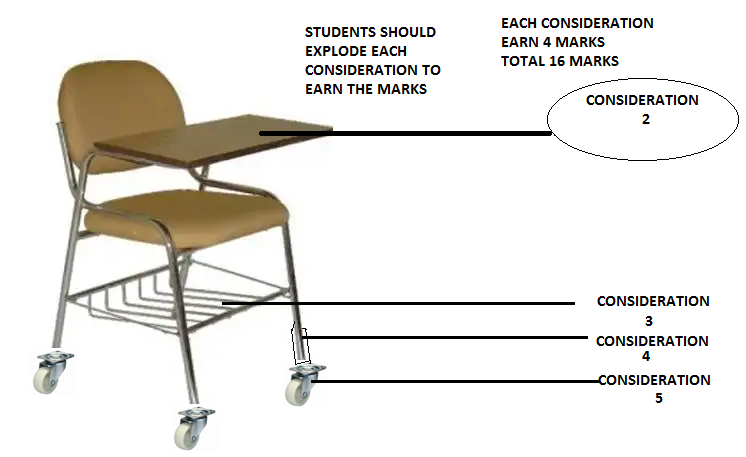 STUDENTS SHOULD
EXPLODE EACH
CONSIDERATION TO
EARN THE MARKS
EACH CONSIDERATION
EARN 4 MARKS
TOTAL 16 MARKS
CONSIDERATION
2
CONSIDERATION
3
CONSIDERATION
4
CONSIDERATION
5